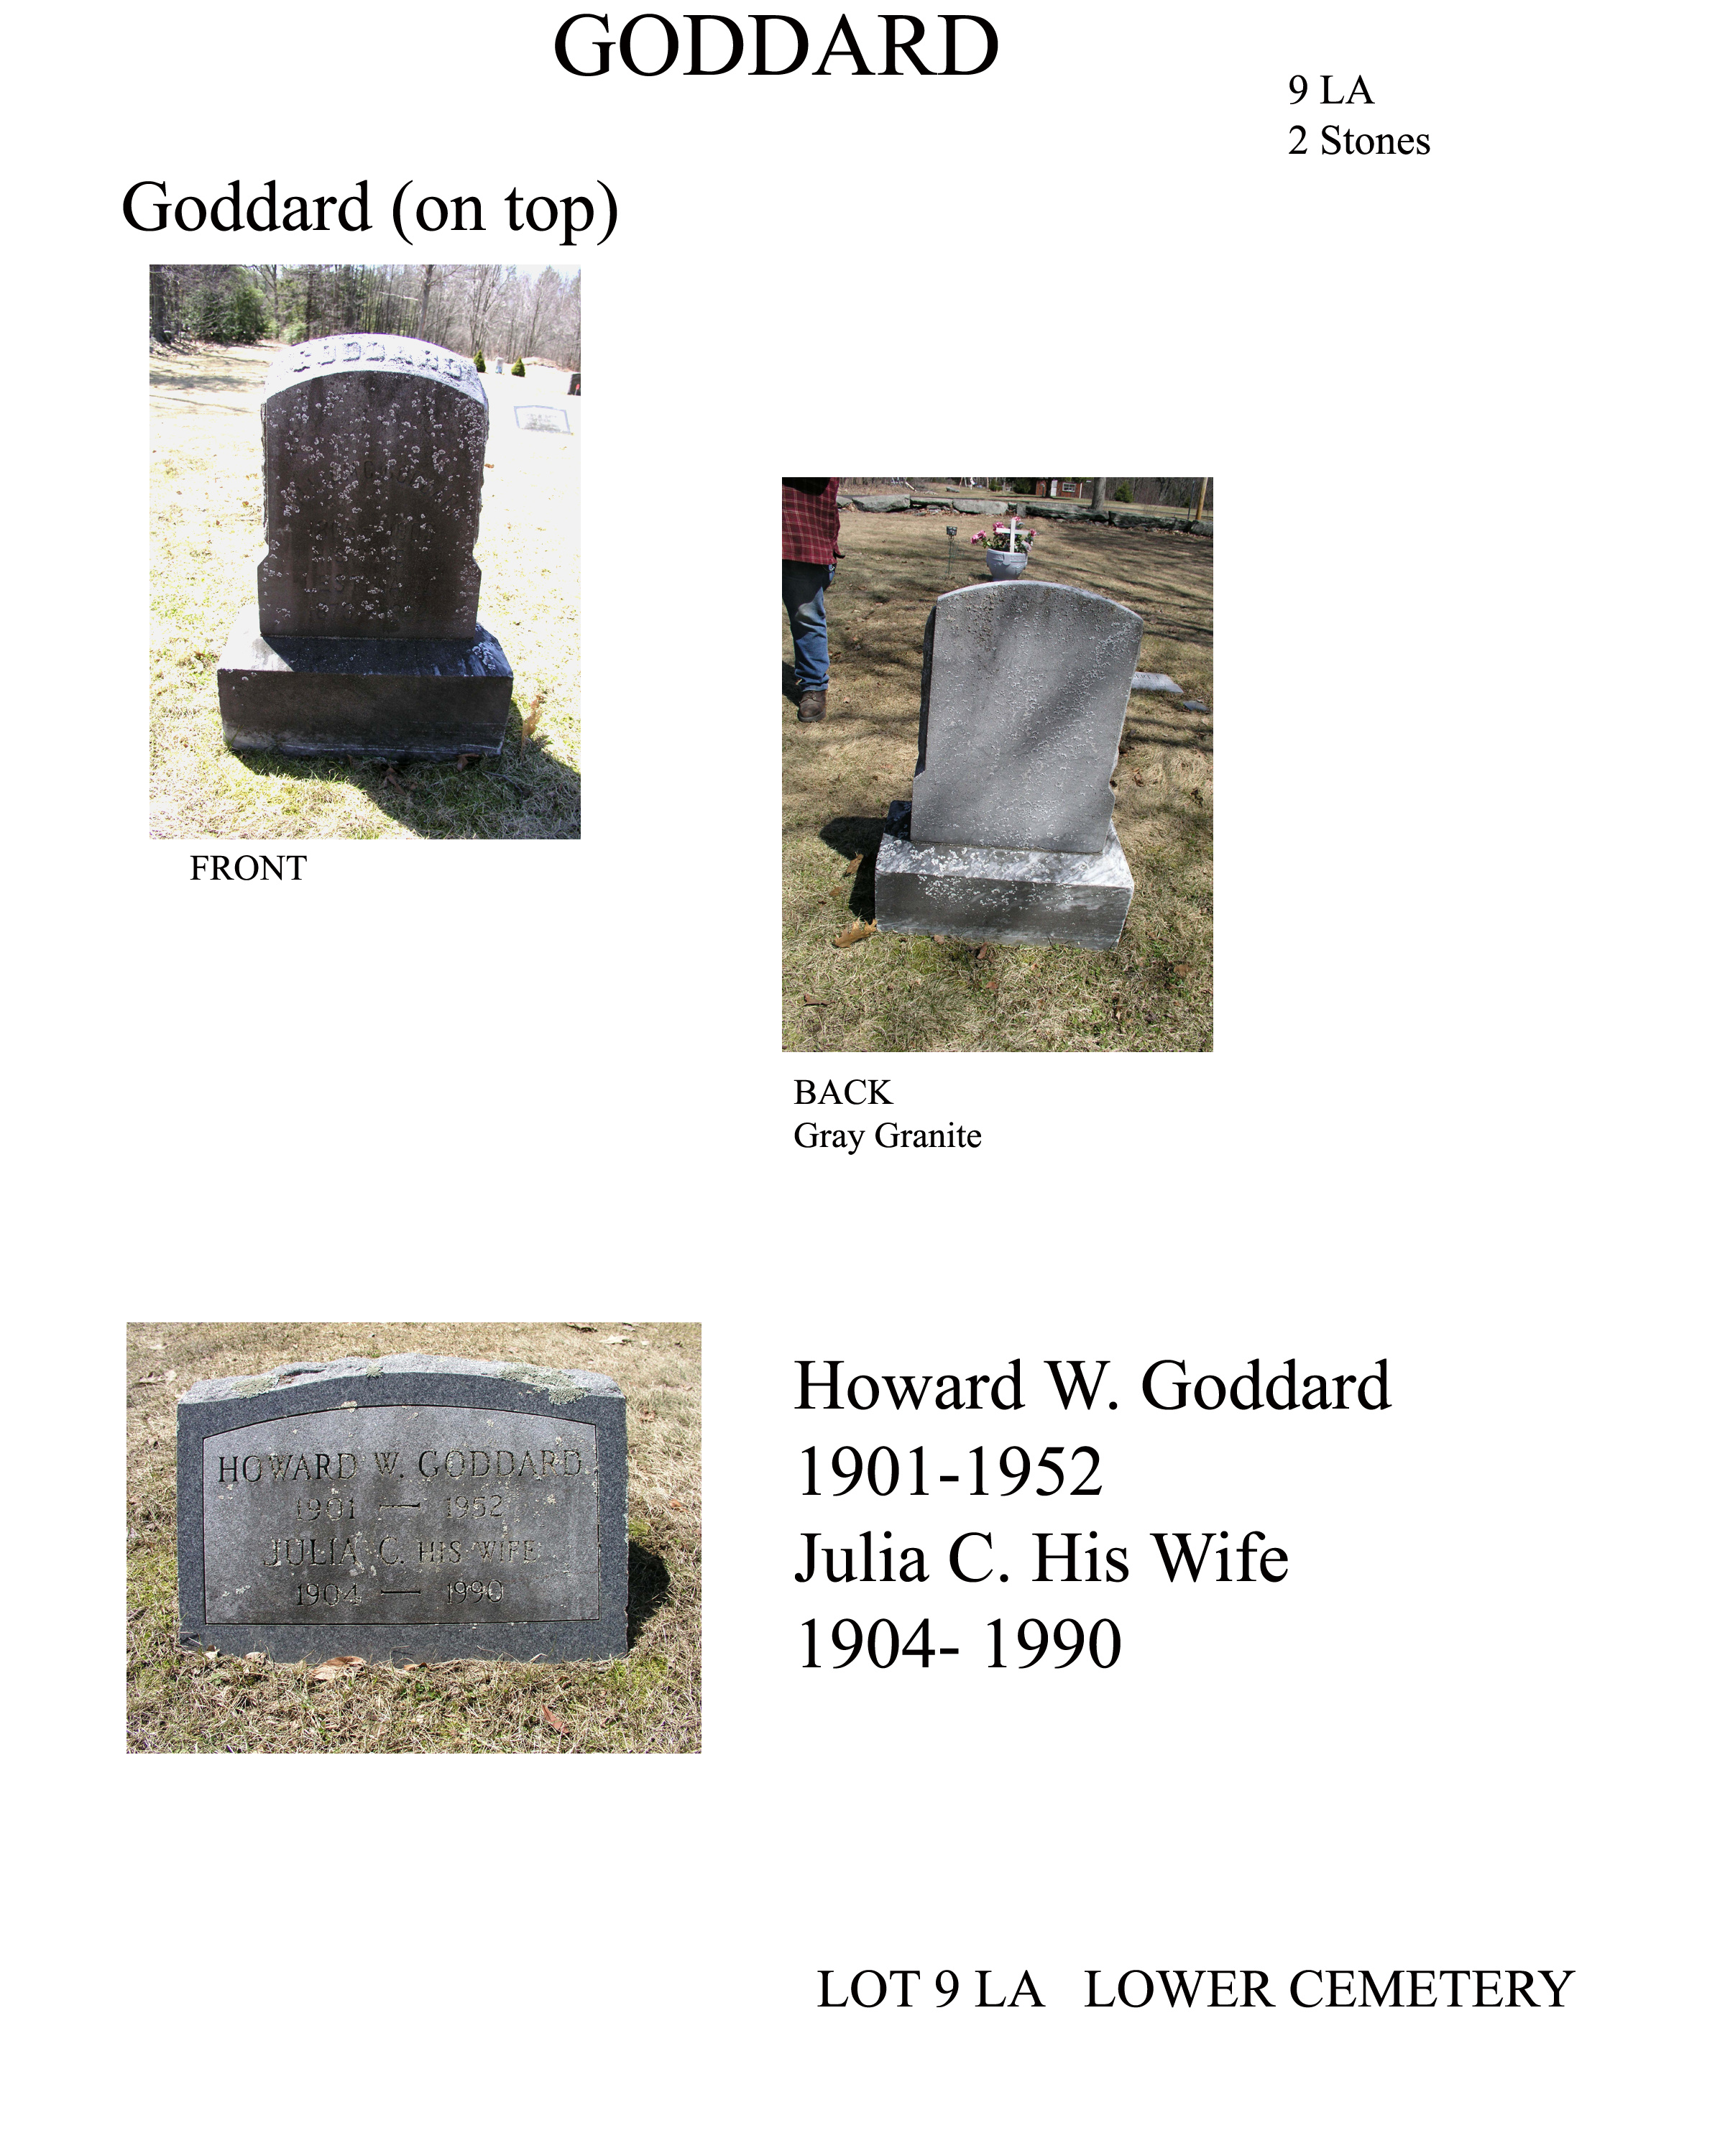 GODDARD
9 LA
2 Stones
Goddard (on top)
GODDARD
FRONT
BACK
Gray Granite
HOWARD W. GODDARD
1901 — 1952
JULIA C. HIS WIFE
1904 — 1990
Howard W. Goddard
1901-1952
Julia C. His Wife
1904- 1990
LOT 9 LA LOWER CEMETERY